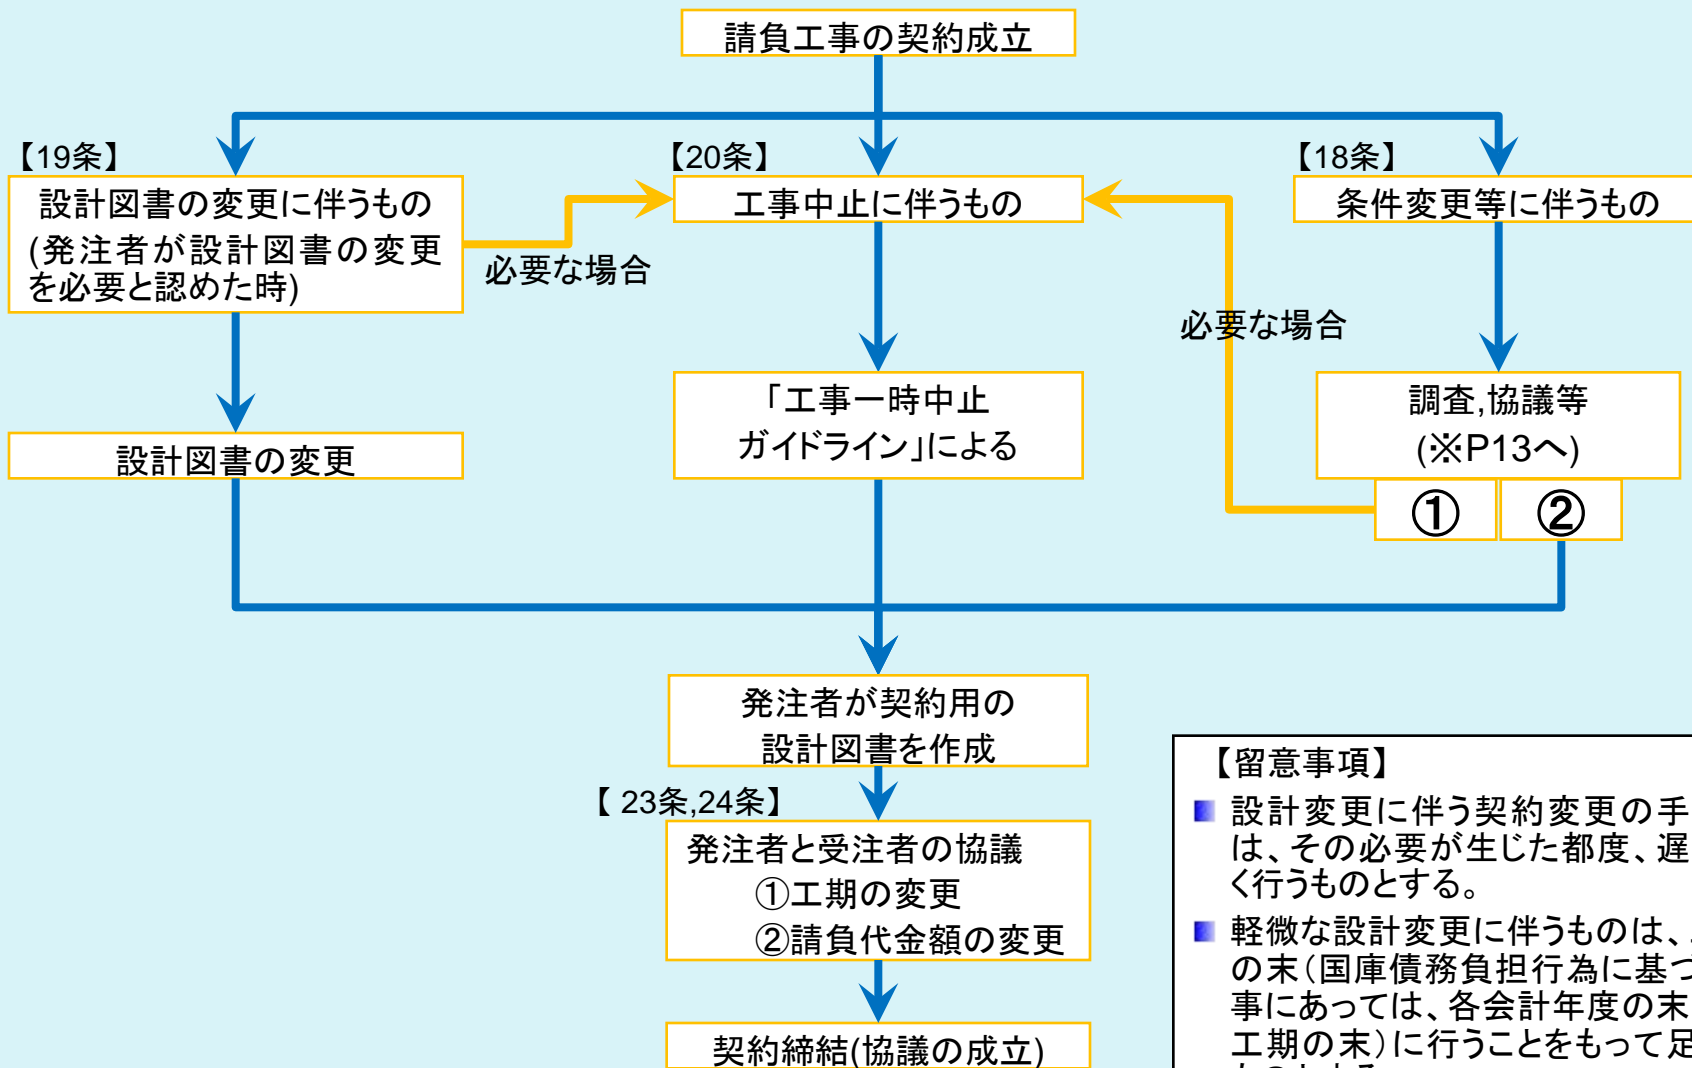 請負工事の契約成立
【19条】
設計図書の変更に伴うもの
(発注者が設計図書の変更
を必要と認めた時)
必要な場合
【20条】
工事中止に伴うもの
【18条】
条件変更等に伴うもの
必要な場合
設計図書の変更
「工事一時中止
ガイドライン」による
調査,協議等
(※P13へ)
① ②
発注者が契約用の
設計図書を作成
【 23条,24条】
発注者と受注者の協議
①工期の変更
②請負代金額の変更
契約締結(協議の成立)
【留意事項】
設計変更に伴う契約変更の手
は、その必要が生じた都度、遅
く行うものとする。
軽微な設計変更に伴うものは、
の末(国庫債務負担行為に基づ
事にあっては、各会計年度の末
工期の末)に行うことをもって足